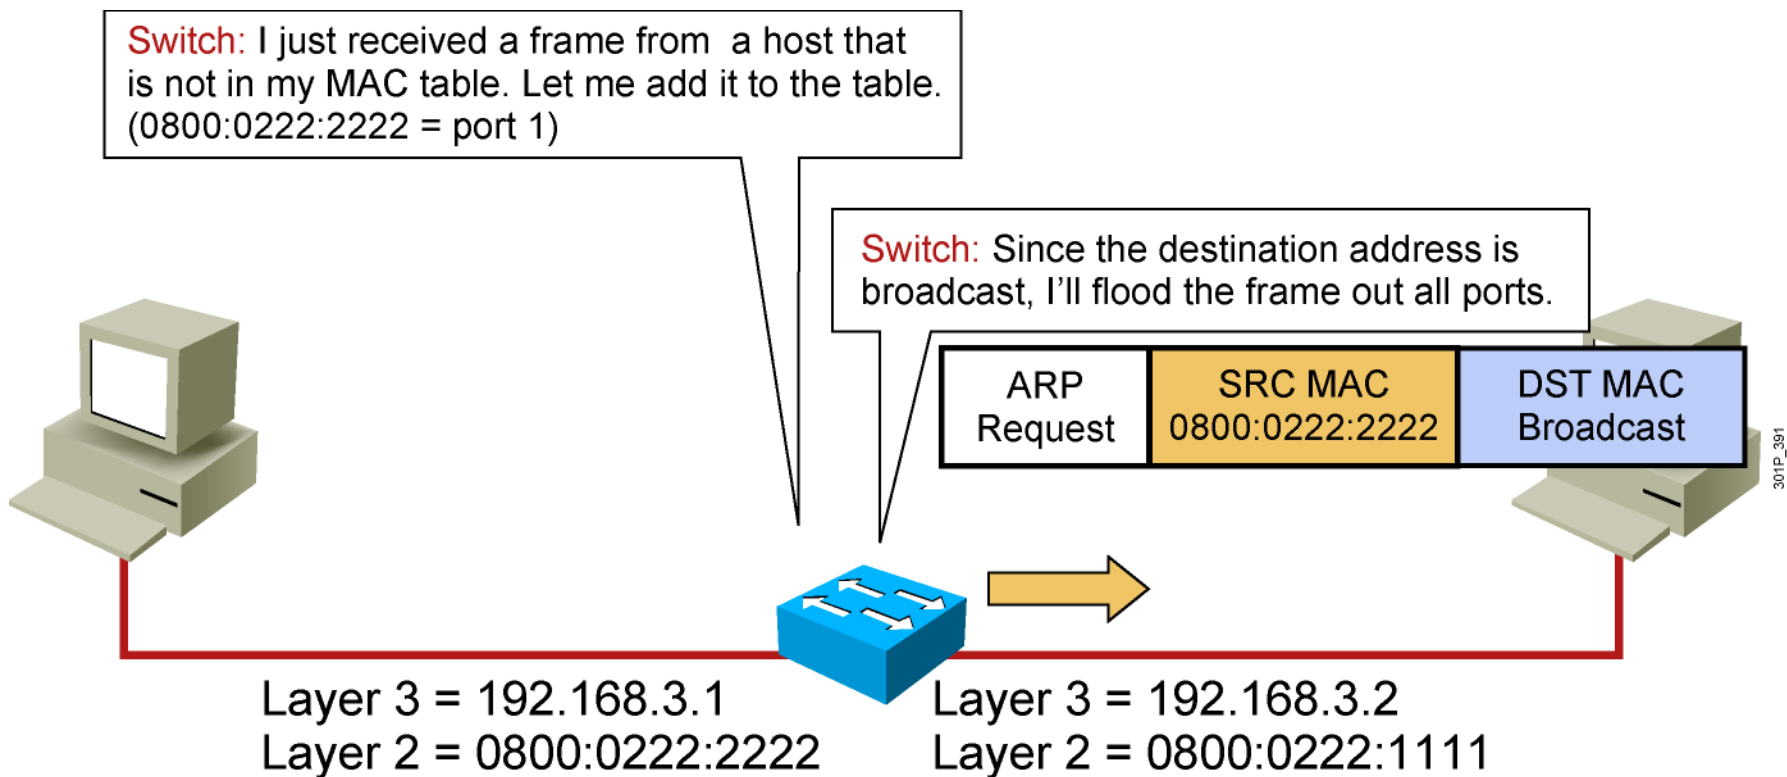 Switch: I just received a frame from a host that
is not in my MAC table. Let me add it to the table.
(0800:0222:2222 = port 1)
Switch: Since the destination address is
broadcast, I’ll flood the frame out all ports.
ARP
Request
SRC MAC
0800:0222:2222
DST MAC
Broadcast
301P_391
Layer 3 = 192.168.3.1
Layer 2 = 0800:0222:2222
Layer 3 = 192.168.3.2
Layer 2 = 0800:0222:1111